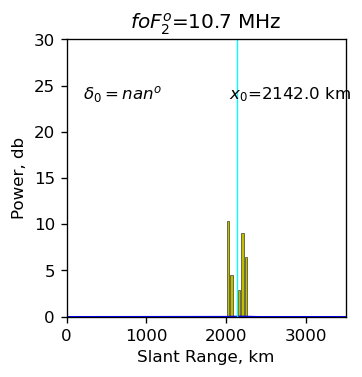 foF₂ᵒ=10.7 MHz
30
25
20
15
10
5
0
Power, db
δ₀ = nanᵒ
x₀=2142.0 km
0 1000 2000 3000
Slant Range, km